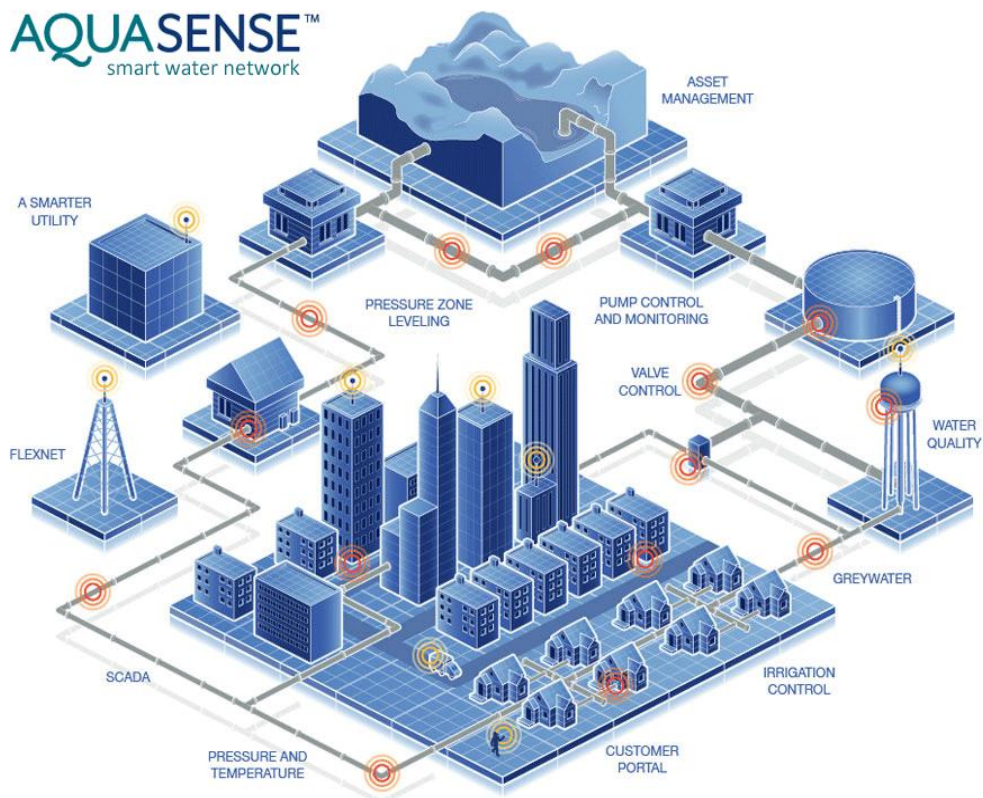 AQUASENSE™
smart water network
ASSET
MANAGEMENT
A SMARTER
UTILITY
PRESSURE ZONE
LEVELING
PUMP CONTROL
AND MONITORING
VALVE
CONTROL
FLEXNET
WATER
QUALITY
GREYWATER
SCADA
IRRIGATION
CONTROL
PRESSURE AND
TEMPERATURE
CUSTOMER
PORTAL